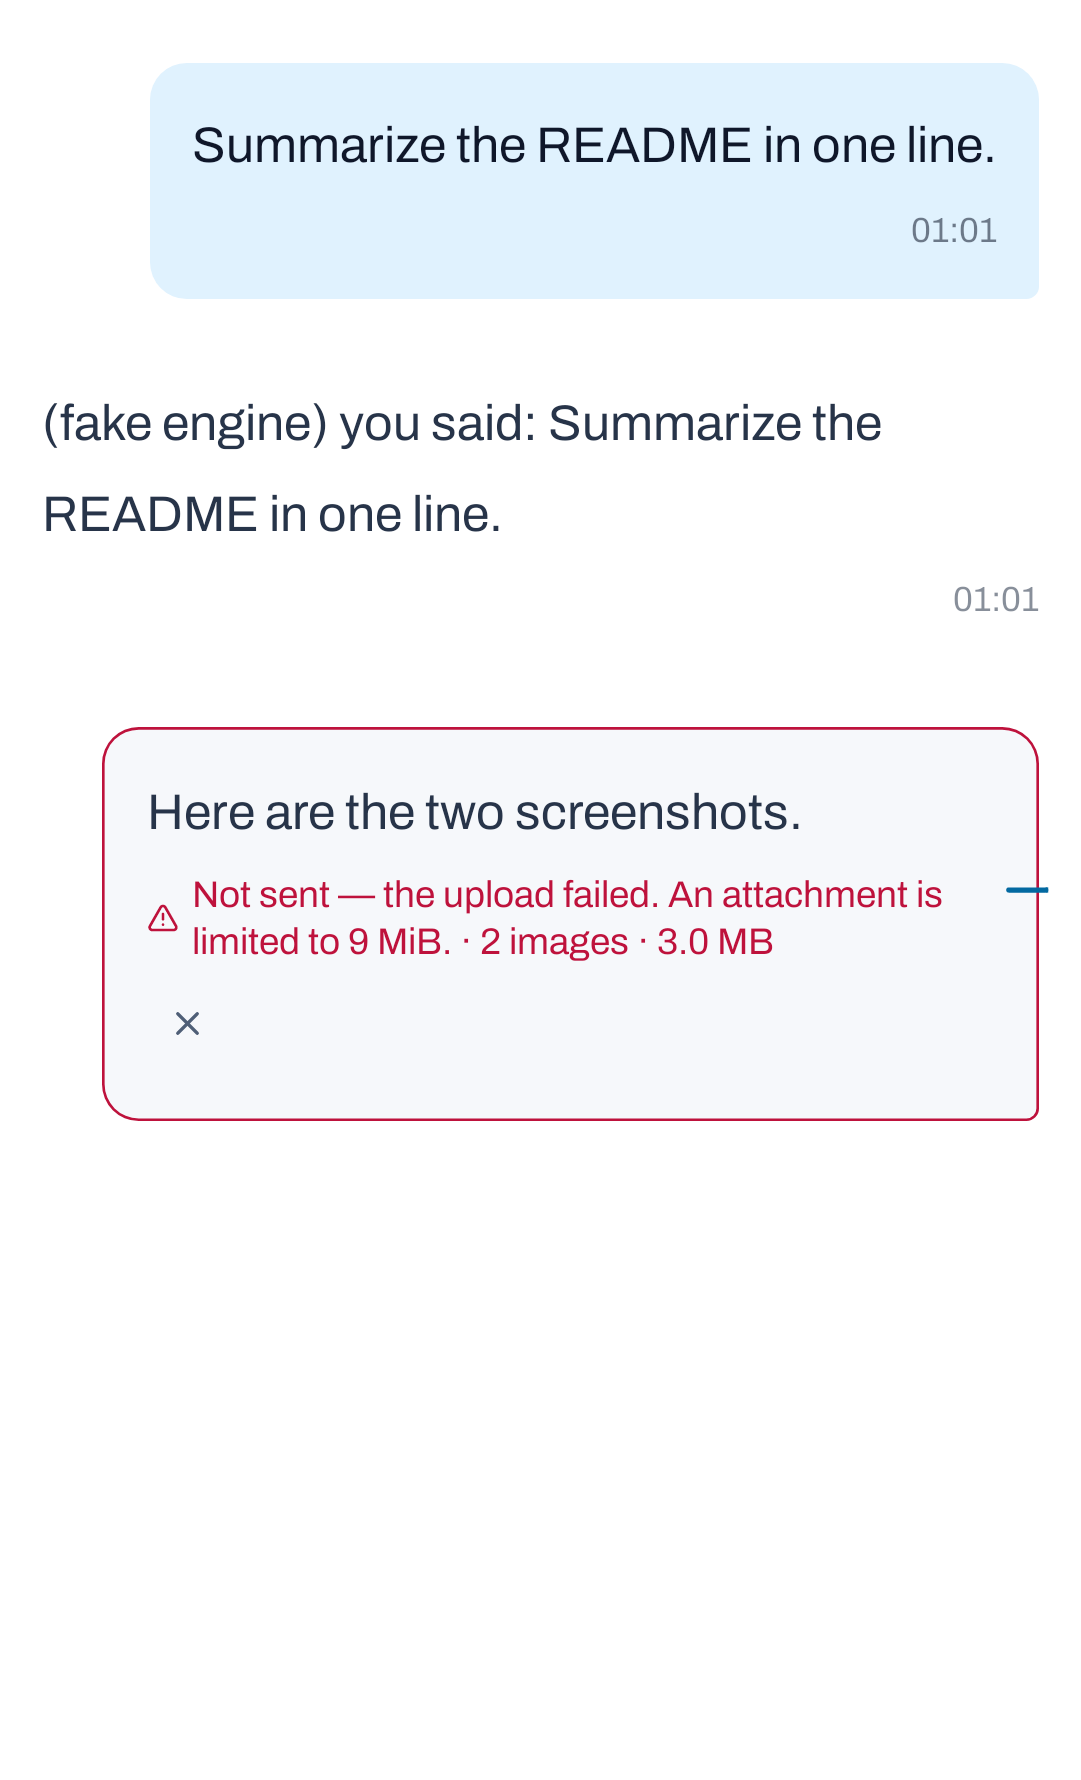 Summarize the README in one line.
01:01
(fake engine) you said: Summarize the
README in one line.
01:01
Here are the two screenshots.
Not sent — the upload failed. An attachment is
limited to 9 MiB. · 2 images · 3.0 MB